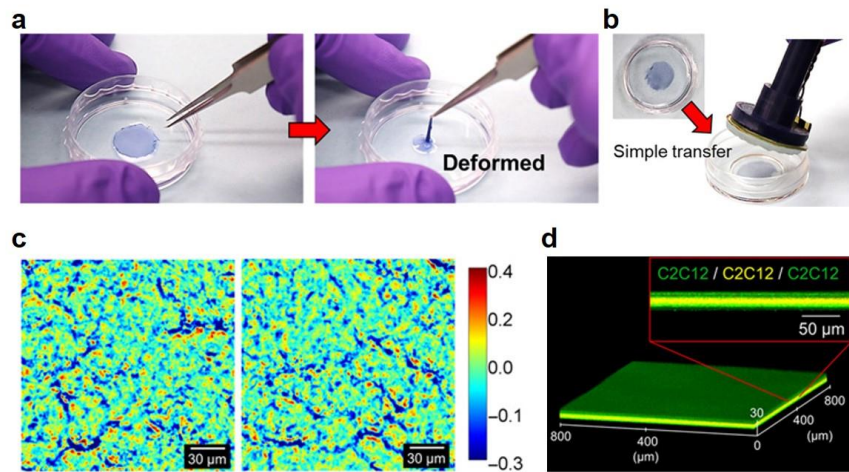 a
b
Deformed
Simple transfer
c
d
0.4
0.2
0.0
–0.1
–0.3
30 µm
30 µm
C2C12 / C2C12 / C2C12
50 µm
30
800
400
(µm)
0
400
800
(µm)